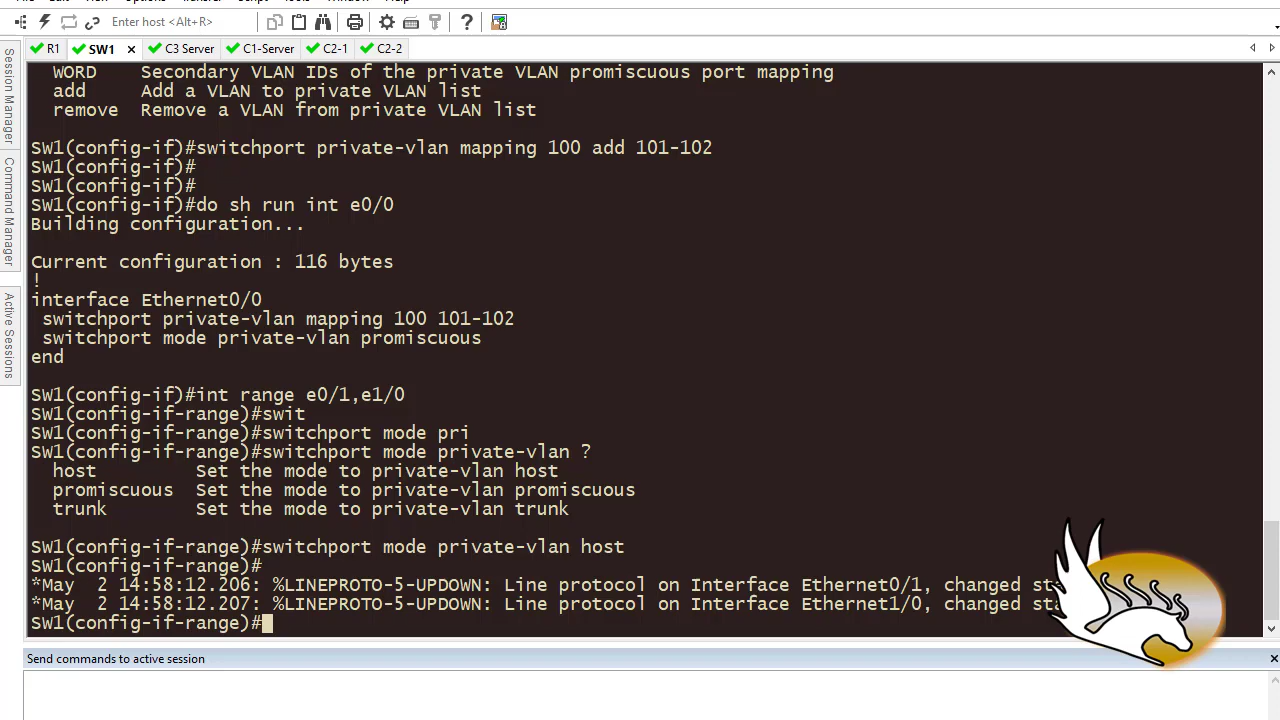 Enter host <Alt+R>
R1
SW1
C3 Server
C1-Server
C2-1
C2-2
Session Manager
Command Manager
Active Sessions
WORD Secondary VLAN IDs of the private VLAN promiscuous port mapping
add Add a VLAN to private VLAN list
remove Remove a VLAN from private VLAN list
SW1(config-if)#switchport private-vlan mapping 100 add 101-102
SW1(config-if)#
SW1(config-if)#
SW1(config-if)#do sh run int e0/0
Building configuration...
Current configuration : 116 bytes
!
interface Ethernet0/0
switchport private-vlan mapping 100 101-102
switchport mode private-vlan promiscuous
end
SW1(config-if)#int range e0/1,e1/0
SW1(config-if-range)#swit
SW1(config-if-range)#switchport mode pri
SW1(config-if-range)#switchport mode private-vlan ?
host Set the mode to private-vlan host
promiscuous Set the mode to private-vlan promiscuous
trunk Set the mode to private-vlan trunk
SW1(config-if-range)#switchport mode private-vlan host
SW1(config-if-range)#
*May 2 14:58:12.206: %LINEPROTO-5-UPDOWN: Line protocol on Interface Ethernet0/1, changed
*May 2 14:58:12.207: %LINEPROTO-5-UPDOWN: Line protocol on Interface Ethernet1/0, changed
SW1(config-if-range)#
Send commands to active session